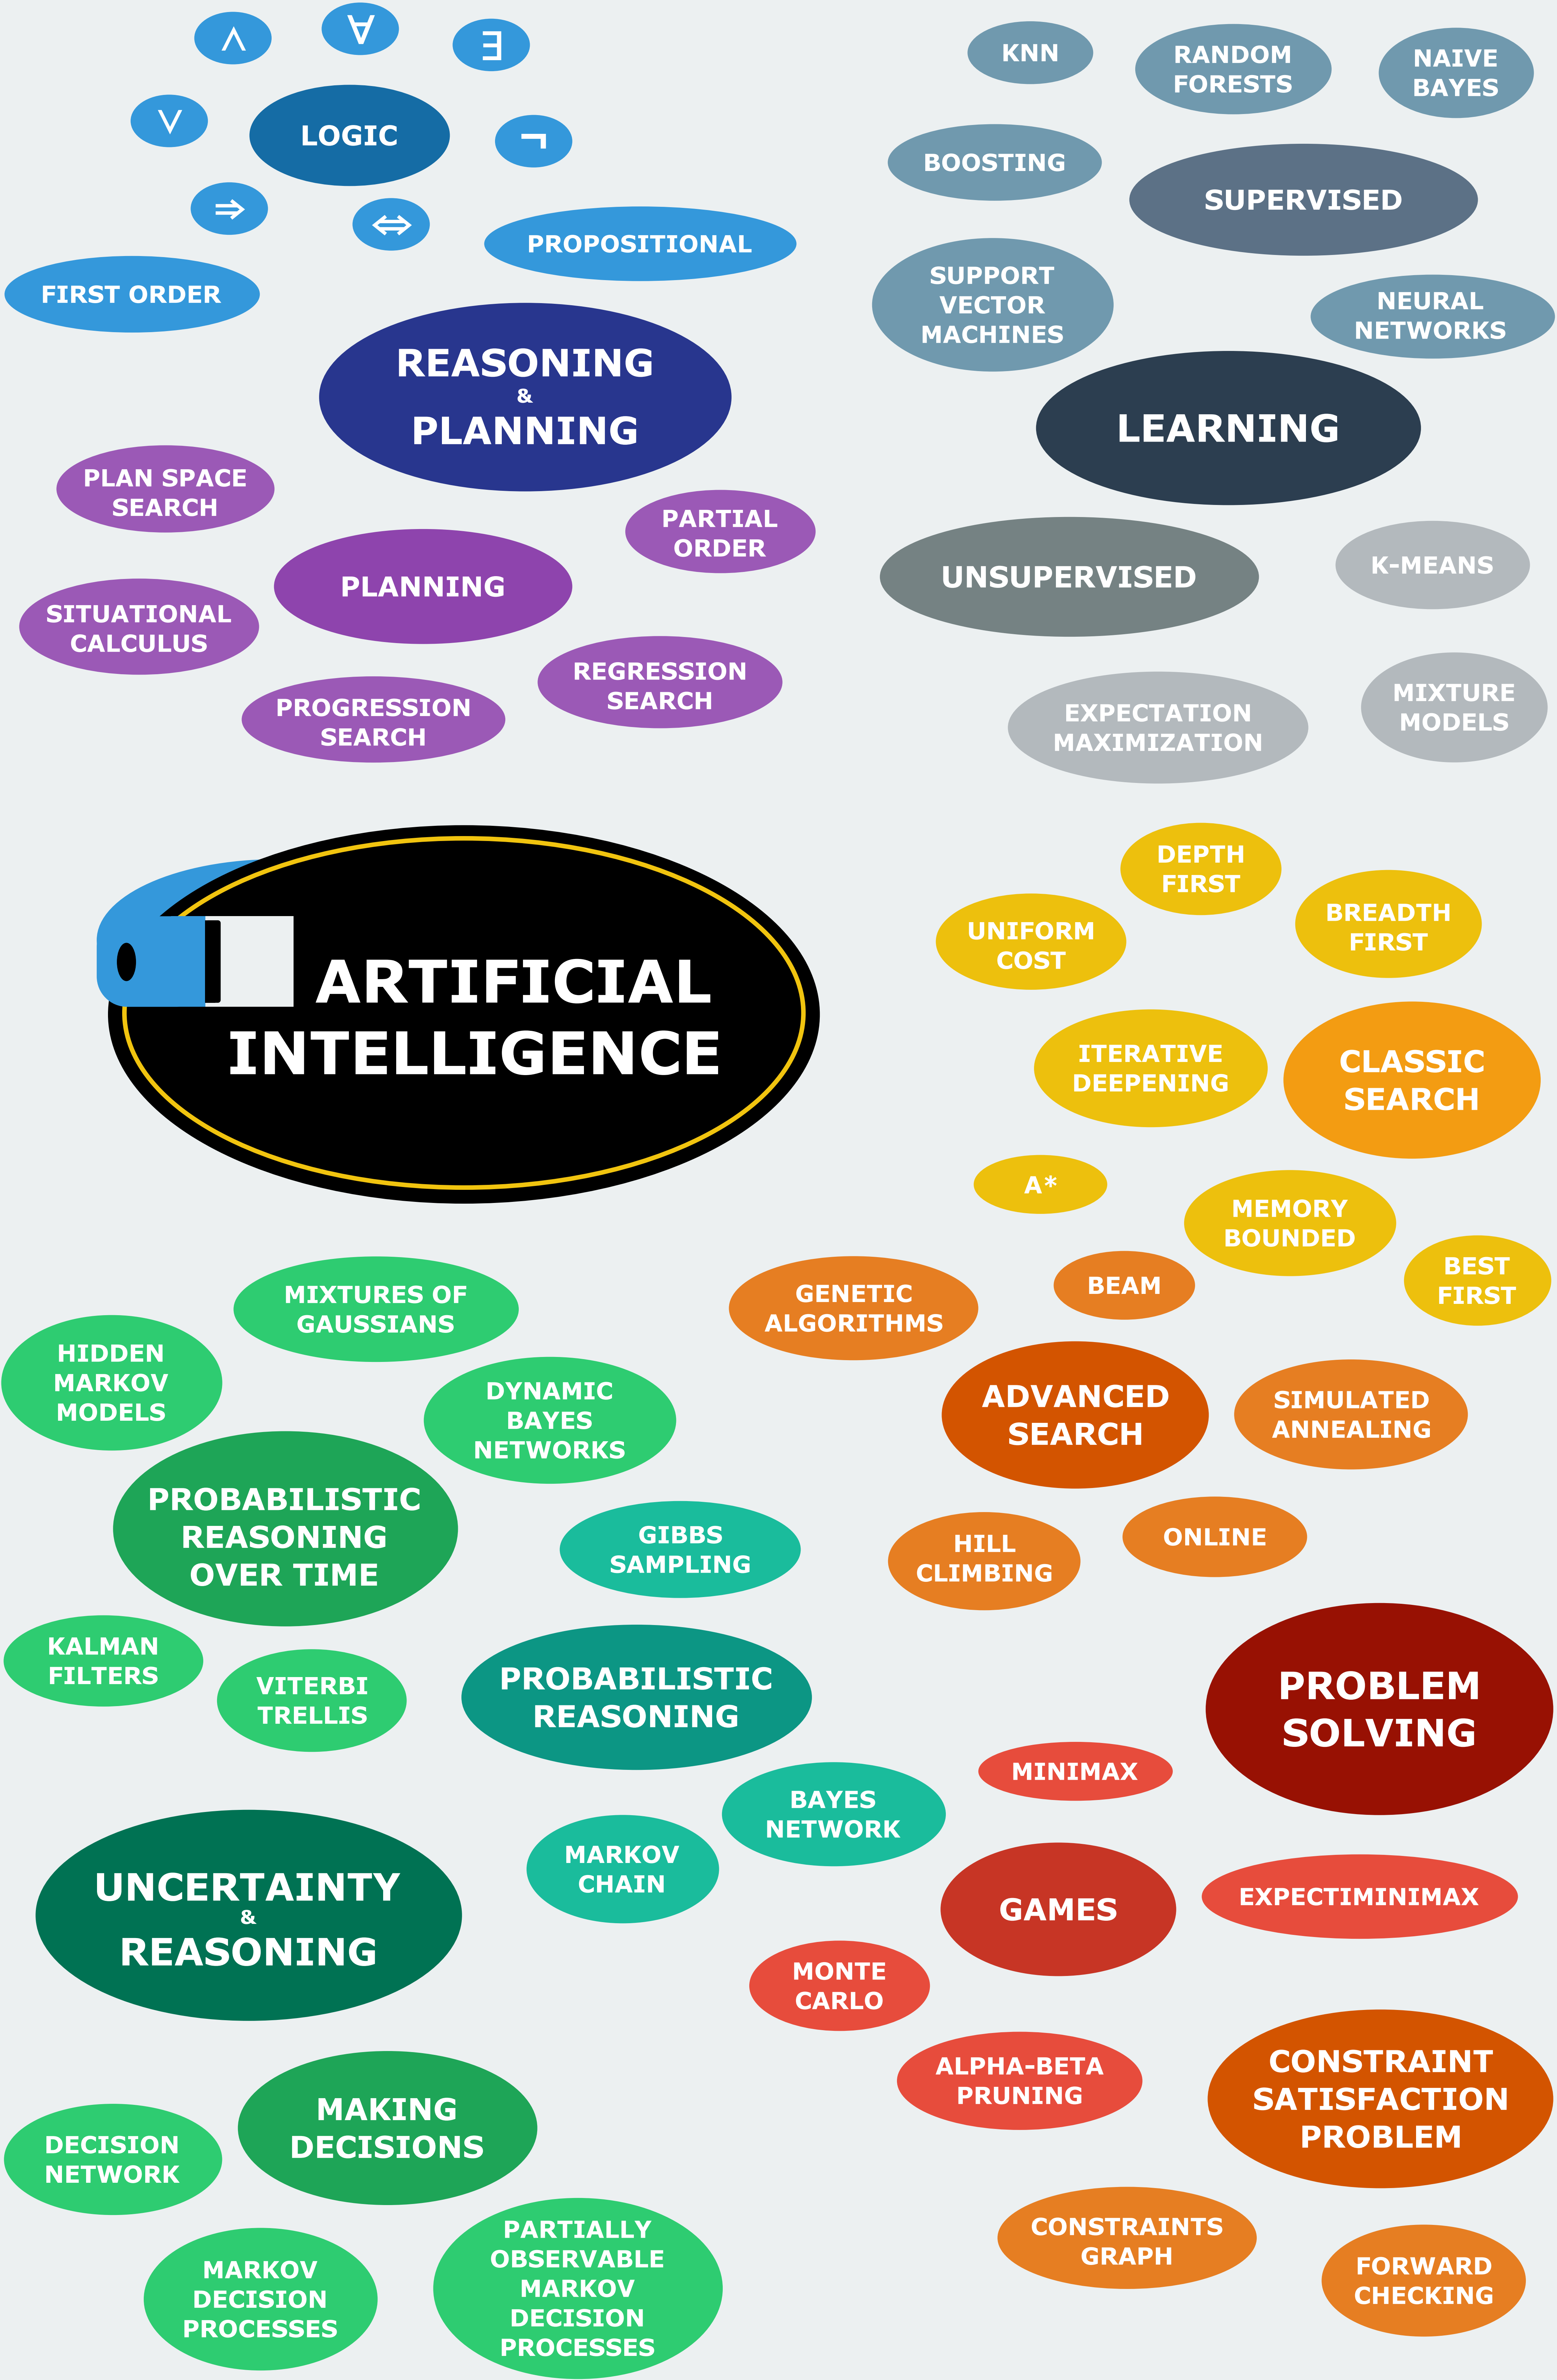 ∧
∀
∃
∨
LOGIC
¬
⇒
⇔
PROPOSITIONAL
FIRST ORDER
REASONING
&
PLANNING
PLAN SPACE
SEARCH
PARTIAL
ORDER
PLANNING
SITUATIONAL
CALCULUS
REGRESSION
SEARCH
PROGRESSION
SEARCH
KNN
RANDOM
FORESTS
NAIVE
BAYES
BOOSTING
SUPERVISED
SUPPORT
VECTOR
MACHINES
NEURAL
NETWORKS
LEARNING
UNSUPERVISED
K-MEANS
EXPECTATION
MAXIMIZATION
MIXTURE
MODELS
ARTIFICIAL
INTELLIGENCE
DEPTH
FIRST
UNIFORM
COST
BREADTH
FIRST
ITERATIVE
DEEPENING
CLASSIC
SEARCH
A*
MEMORY
BOUNDED
BEST
FIRST
GENETIC
ALGORITHMS
BEAM
ADVANCED
SEARCH
SIMULATED
ANNEALING
HILL
CLIMBING
ONLINE
MIXTURES OF
GAUSSIANS
HIDDEN
MARKOV
MODELS
DYNAMIC
BAYES
NETWORKS
PROBABILISTIC
REASONING
OVER TIME
GIBBS
SAMPLING
KALMAN
FILTERS
VITERBI
TRELLIS
PROBABILISTIC
REASONING
BAYES
NETWORK
MARKOV
CHAIN
UNCERTAINTY
&
REASONING
PROBLEM
SOLVING
MINIMAX
GAMES
EXPECTIMINIMAX
MONTE
CARLO
ALPHA-BETA
PRUNING
CONSTRAINT
SATISFACTION
PROBLEM
CONSTRAINTS
GRAPH
FORWARD
CHECKING
MAKING
DECISIONS
DECISION
NETWORK
MARKOV
DECISION
PROCESSES
PARTIALLY
OBSERVABLE
MARKOV
DECISION
PROCESSES